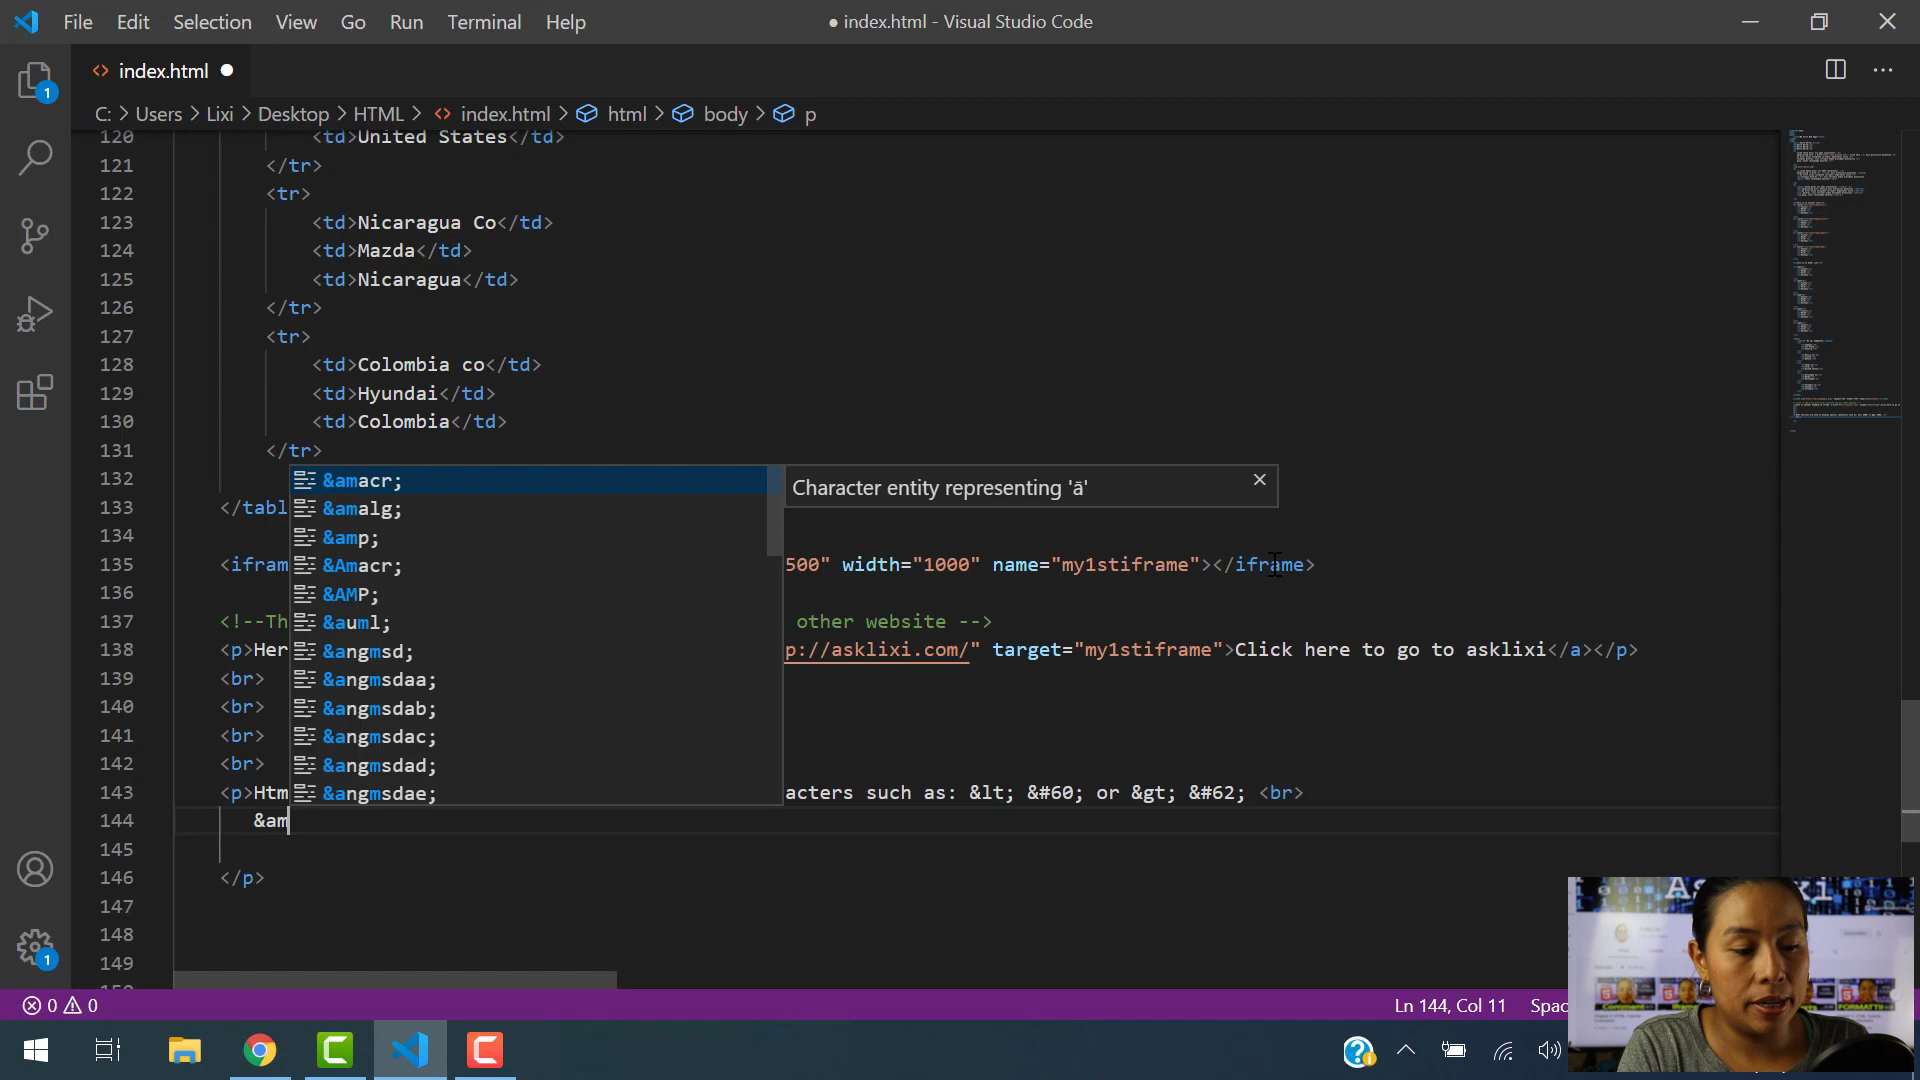 File Edit Selection View Go Run Terminal Help
● index.html - Visual Studio Code
<> index.html ●
C: > Users > Lixi > Desktop > HTML > <> index.html > html > body > p
120 <td>United States</td>
121 </tr>
122 <tr>
123 <td>Nicaragua Co</td>
124 <td>Mazda</td>
125 <td>Nicaragua</td>
126 </tr>
127 <tr>
128 <td>Colombia co</td>
129 <td>Hyundai</td>
130 <td>Colombia</td>
131 </tr>
132
133 </tabl
134
135 <ifram 500" width="1000" name="my1stiframe"></iframe>
136
137 <!--Th other website -->
138 <p>Her p://asklixi.com/" target="my1stiframe">Click here to go to asklixi</a></p>
139 <br>
140 <br>
141 <br>
142 <br>
143 <p>Htm acters such as: &lt; &#60; or &gt; &#62; <br>
144 &am
145
146 </p>
147
148
149
&amacr;
&amalg;
&amp;
&Amacr;
&AMP;
&auml;
&angmsd;
&angmsdaa;
&angmsdab;
&angmsdac;
&angmsdad;
&angmsdae;
Character entity representing 'ā'
1
1
0 0
Ln 144, Col 11 Spac